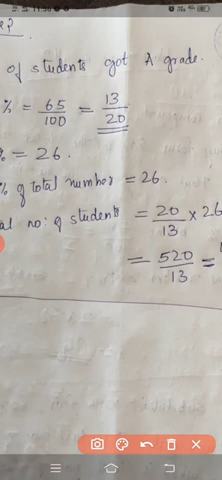 of students got A grade.
% = 65/100 = 13/20
% = 26.
% of total number = 26.
no: of students = 20/13 x 26
= 520/13 =